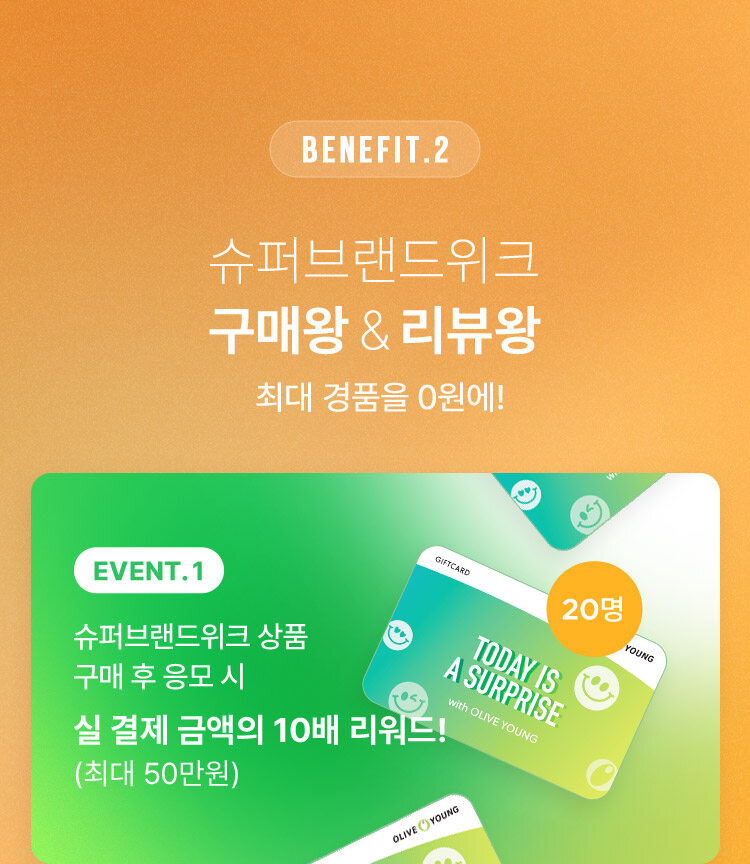 BENEFIT.2
슈퍼브랜드위크
구매왕 & 리뷰왕
최대 경품을 0원에!
EVENT.1
슈퍼브랜드위크 상품
구매 후 응모 시
실 결제 금액의 10배 리워드!
(최대 50만원)
GIFTCARD
20명
YOUNG
TODAY IS
A SURPRISE
with OLIVE YOUNG
OLIVE YOUNG